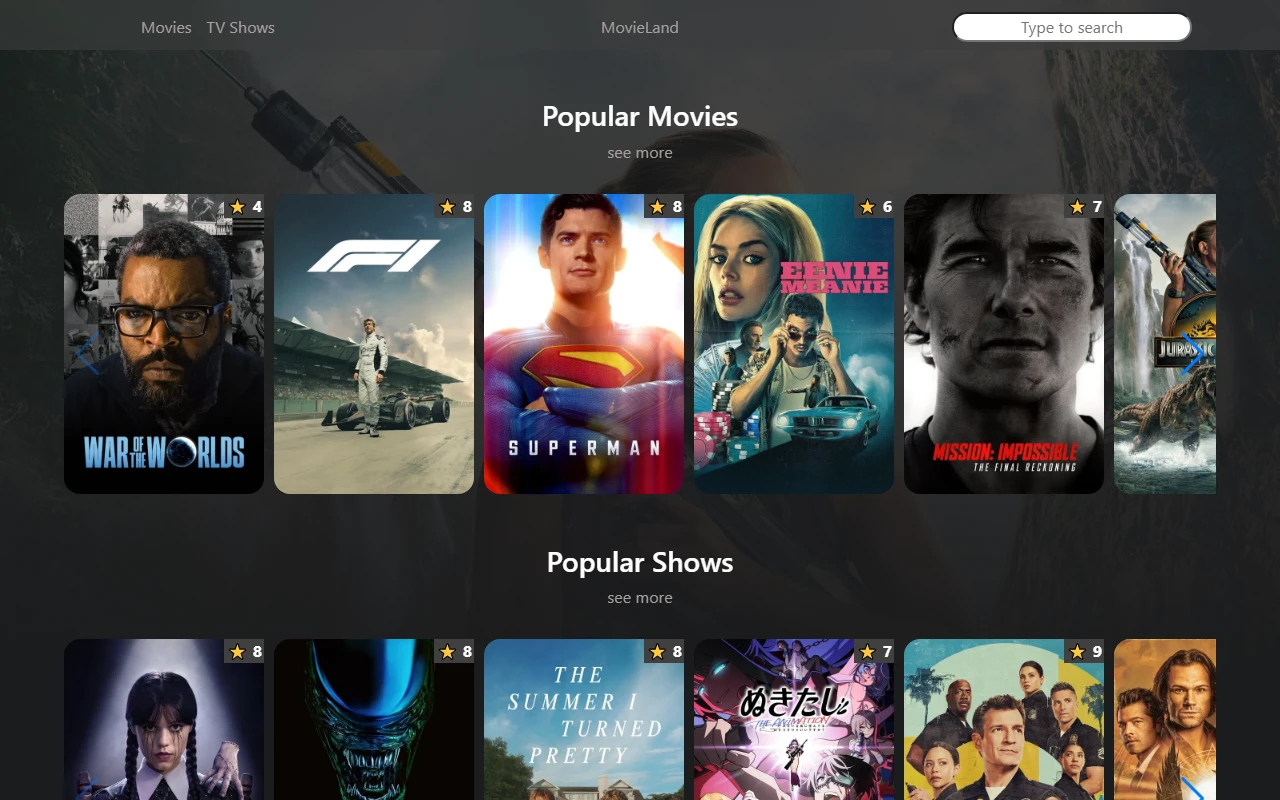 Movies TV Shows MovieLand Type to search
Popular Movies
see more
4
8
8
6
7
WAR OF THE WORLDS
F1
SUPERMAN
EENIE
MEANIE
MISSION: IMPOSSIBLE
THE FINAL RECKONING
Popular Shows
see more
8
8
8
7
9
THE
SUMMER I
TURNED
PRETTY
ぬきたし
THE ANIMATION